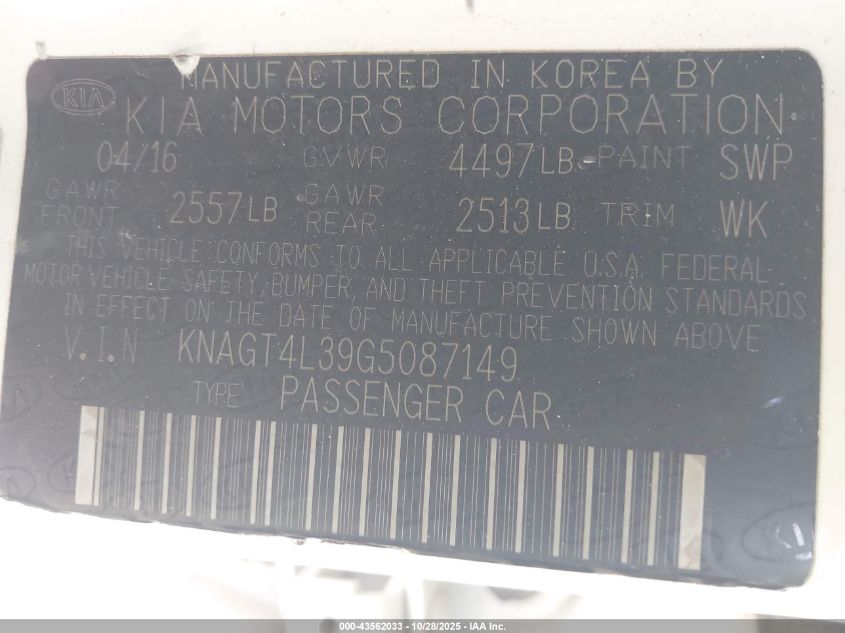 MANUFACTURED IN KOREA BY
KIA
KIA MOTORS CORPORATION
04/16 GVWR 4497LB PAINT SWP
GAWR FRONT 2557LB GAWR REAR 2513LB TRIM WK
THIS VEHICLE CONFORMS TO ALL APPLICABLE U.S.A. FEDERAL
MOTOR VEHICLE SAFETY, BUMPER, AND THEFT PREVENTION STANDARDS
IN EFFECT ON THE DATE OF MANUFACTURE SHOWN ABOVE
V.I.N KNAGT4L39G5087149
TYPE PASSENGER CAR
000-43562033 - 10/28/2025 - IAA Inc.